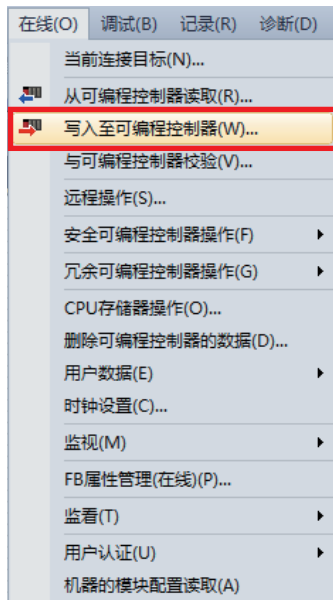 在线(O) 调试(B) 记录(R) 诊断(D)
当前连接目标(N)...
从可编程控制器读取(R)...
写入至可编程控制器(W)...
与可编程控制器校验(V)...
远程操作(S)...
安全可编程控制器操作(F)
冗余可编程控制器操作(G)
CPU存储器操作(O)...
删除可编程控制器的数据(D)...
用户数据(E)
时钟设置(C)...
监视(M)
FB属性管理(在线)(P)...
监看(T)
用户认证(U)
机器的模块配置读取(A)